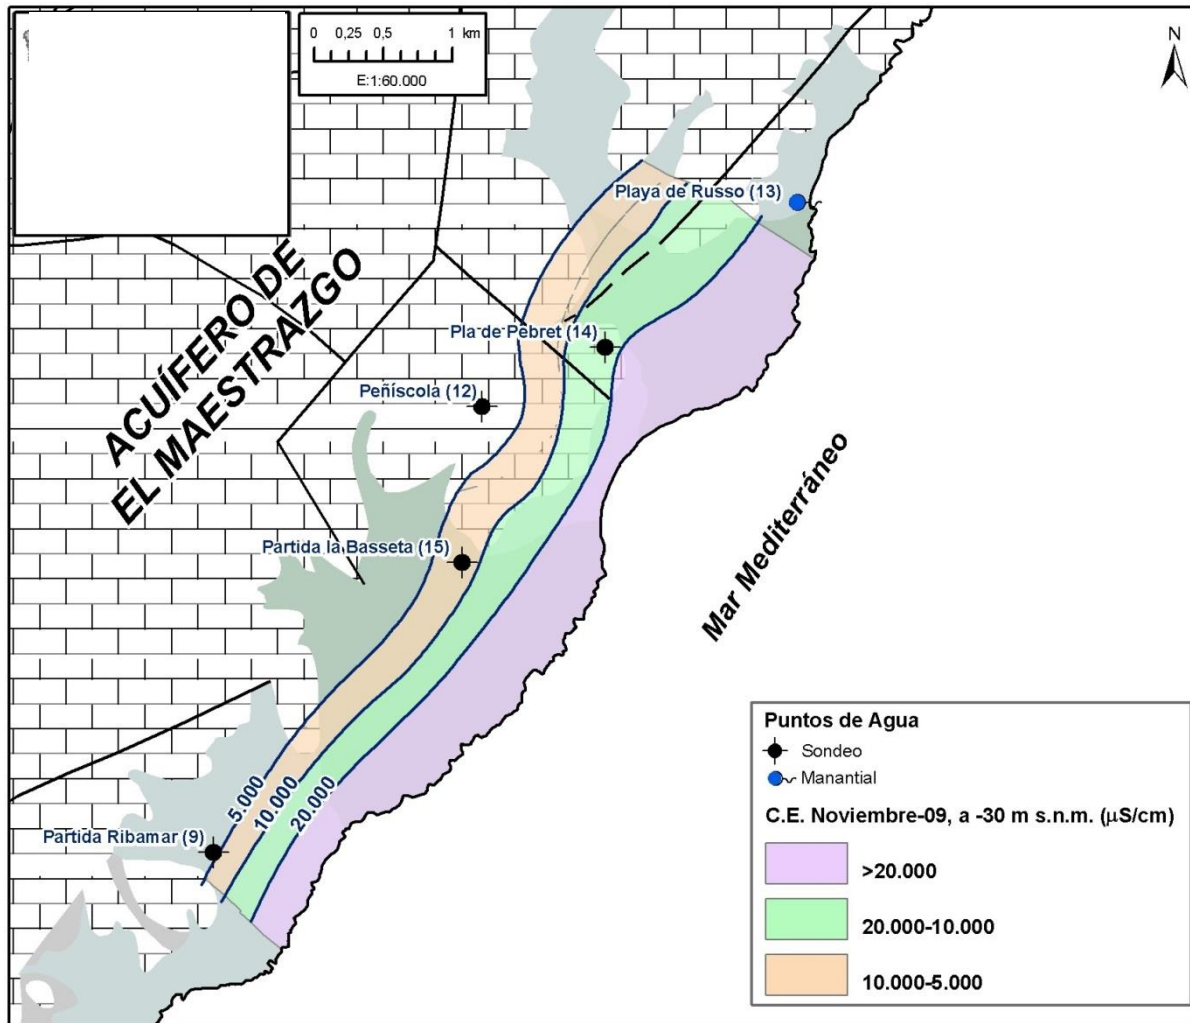 0 0,25 0,5 1 km
E:1:60.000
N
Playa de Russo (13)
ACUÍFERO DE
EL MAESTRAZGO
Pla de Pebret (14)
Peñíscola (12)
Mar Mediterráneo
Partida la Basseta (15)
5.000
10.000
20.000
Partida Ribamar (9)
Puntos de Agua
Sondeo
Manantial
C.E. Noviembre-09, a -30 m s.n.m. (µS/cm)
>20.000
20.000-10.000
10.000-5.000